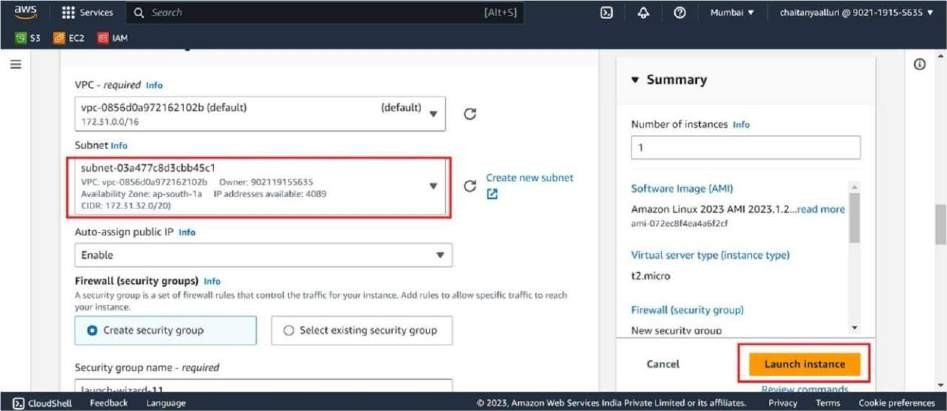 aws
Services
Search
[Alt+S]
Mumbai
chaitanyaalluri @ 9021-1915-5635
S3
EC2
IAM
VPC - required Info
vpc-0856d0a972162102b (default)
(default)
172.31.0.0/16
Subnet Info
subnet-03a477c8d3cbb45c1
VPC: vpc-0856d0a972162102b Owner: 902119155635
Availability Zone: ap-south-1a IP addresses available: 4089
CIDR: 172.31.32.0/20)
Create new subnet
Auto-assign public IP Info
Enable
Firewall (security groups) Info
A security group is a set of firewall rules that control the traffic for your instance. Add rules to allow specific traffic to reach
your instance.
Create security group
Select existing security group
Security group name - required
launch-wizard-11
Summary
Number of instances Info
1
Software Image (AMI)
Amazon Linux 2023 AMI 2023.1.2...read more
ami-072ec8f4ea4a6f2cf
Virtual server type (instance type)
t2.micro
Firewall (security group)
New security group
Cancel
Launch instance
Review commands
CloudShell
Feedback
Language
© 2023, Amazon Web Services India Private Limited or its affiliates.
Privacy
Terms
Cookie preferences